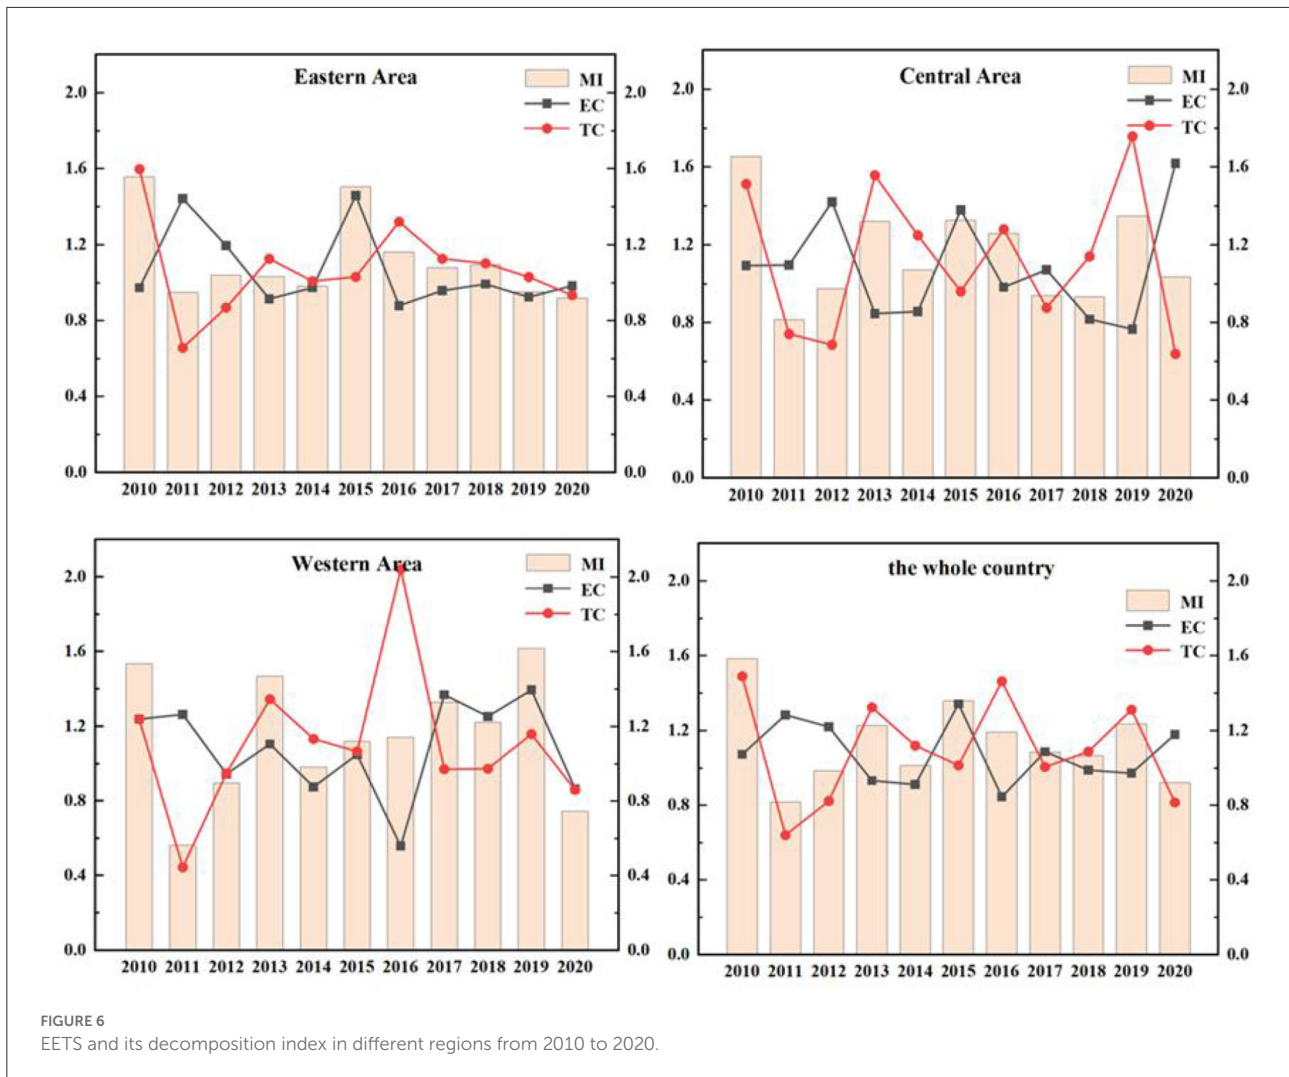 Eastern Area
MI
EC
TC
2.0
1.6
1.2
0.8
0.4
0.0
2.0
1.6
1.2
0.8
0.4
0.0
2010 2011 2012 2013 2014 2015 2016 2017 2018 2019 2020
Central Area
MI
EC
TC
2.0
1.6
1.2
0.8
0.4
0.0
2.0
1.6
1.2
0.8
0.4
0.0
2010 2011 2012 2013 2014 2015 2016 2017 2018 2019 2020
Western Area
MI
EC
TC
2.0
1.6
1.2
0.8
0.4
0.0
2.0
1.6
1.2
0.8
0.4
0.0
2010 2011 2012 2013 2014 2015 2016 2017 2018 2019 2020
the whole country
MI
EC
TC
2.0
1.6
1.2
0.8
0.4
0.0
2.0
1.6
1.2
0.8
0.4
0.0
2010 2011 2012 2013 2014 2015 2016 2017 2018 2019 2020
FIGURE 6
EETS and its decomposition index in different regions from 2010 to 2020.